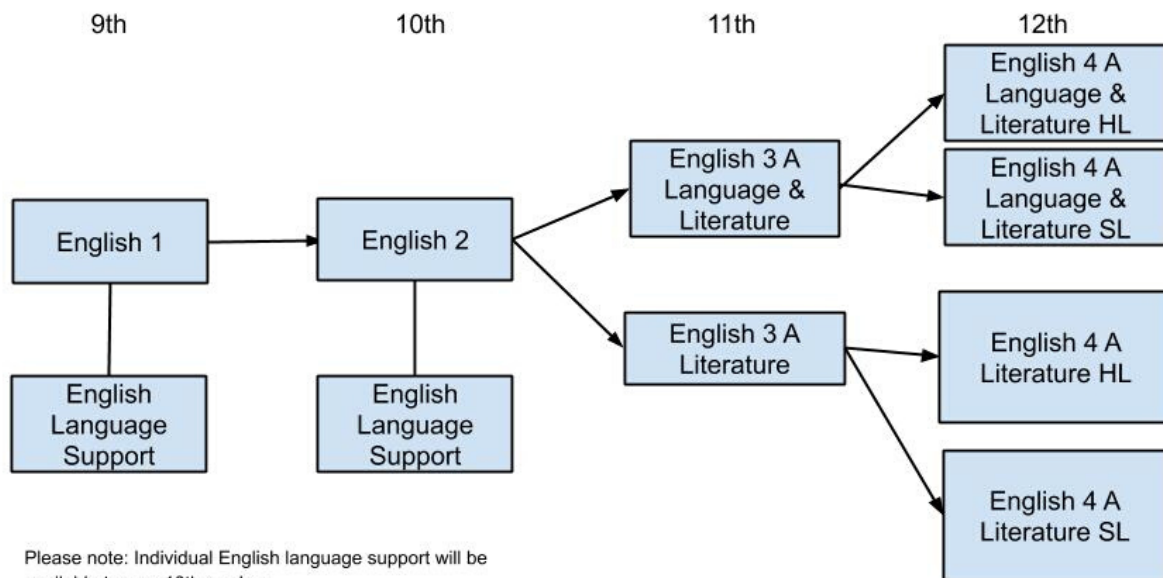 9th
10th
11th
12th
English 1
English
Language
Support
English 2
English
Language
Support
English 3 A
Language &
Literature
English 3 A
Literature
English 4 A
Language &
Literature HL
English 4 A
Language &
Literature SL
English 4 A
Literature HL
English 4 A
Literature SL
Please note: Individual English language support will be